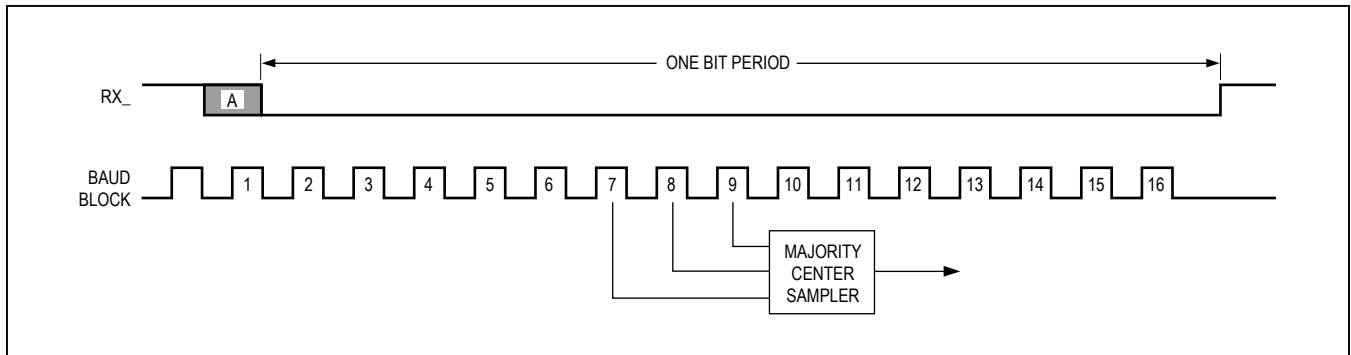 ONE BIT PERIOD
RX_
A
BAUD
BLOCK
1 2 3 4 5 6 7 8 9 10 11 12 13 14 15 16
MAJORITY
CENTER
SAMPLER